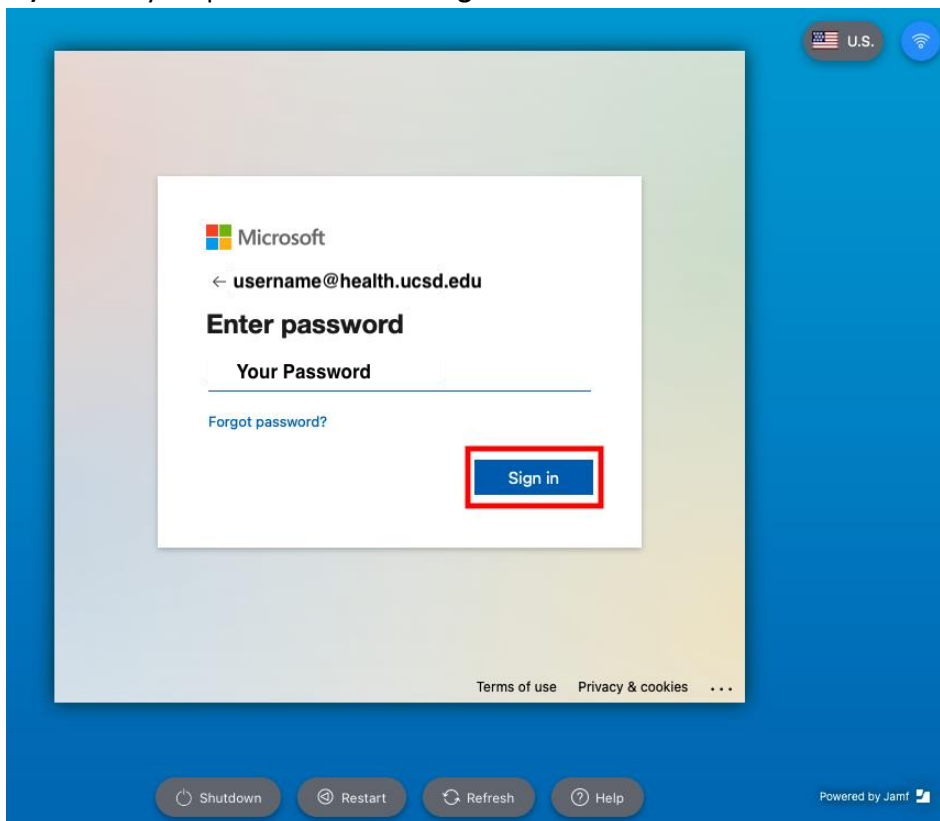 U.S.
Microsoft
← username@health.ucsd.edu
Enter password
Your Password
Forgot password?
Sign in
Terms of use Privacy & cookies ...
Shutdown Restart Refresh Help
Powered by Jamf